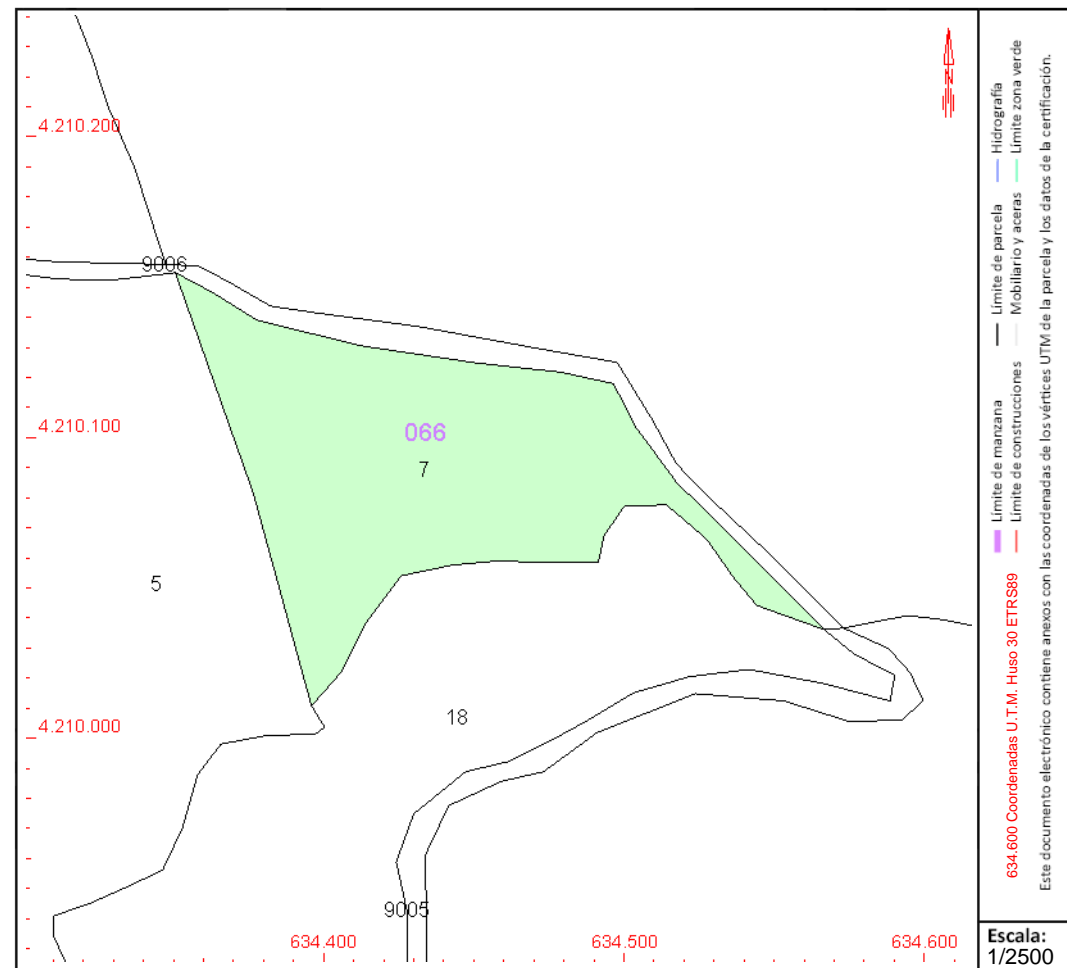 4.210.200
9006
4.210.100
066
7
5
18
4.210.000
9005
634.400
634.500
634.600
N
Límite de manzana
Límite de parcela
Hidrografía
Límite de construcciones
Mobiliario y aceras
Límite zona verde
634.600 Coordenadas U.T.M. Huso 30 ETRS89
Este documento electrónico contiene anexos con las coordenadas de los vértices UTM de la parcela y los datos de la certificación.
Escala:
1/2500